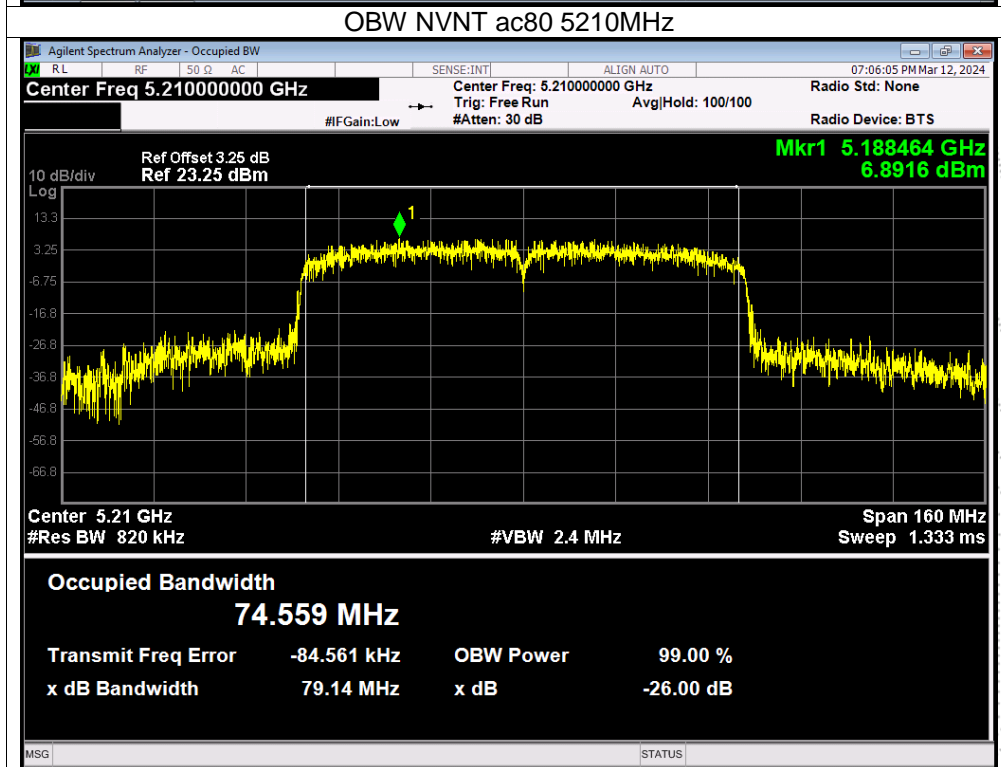 OBW NVNT ac80 5210MHz
Agilent Spectrum Analyzer - Occupied BW
LXI RL RF 50 Ω AC SENSE:INT ALIGN AUTO 07:06:05 PM Mar 12, 2024
Center Freq 5.210000000 GHz Center Freq: 5.210000000 GHz Radio Std: None
Trig: Free Run Avg|Hold: 100/100
#IFGain:Low #Atten: 30 dB Radio Device: BTS
Mkr1 5.188464 GHz
6.8916 dBm
Ref Offset 3.25 dB
10 dB/div Ref 23.25 dBm
Log
13.3
1
3.25
-6.75
-16.8
-26.8
-36.8
-46.8
-56.8
-66.8
Center 5.21 GHz Span 160 MHz
#Res BW 820 kHz #VBW 2.4 MHz Sweep 1.333 ms
Occupied Bandwidth
74.559 MHz
Transmit Freq Error -84.561 kHz OBW Power 99.00 %
x dB Bandwidth 79.14 MHz x dB -26.00 dB
MSG STATUS